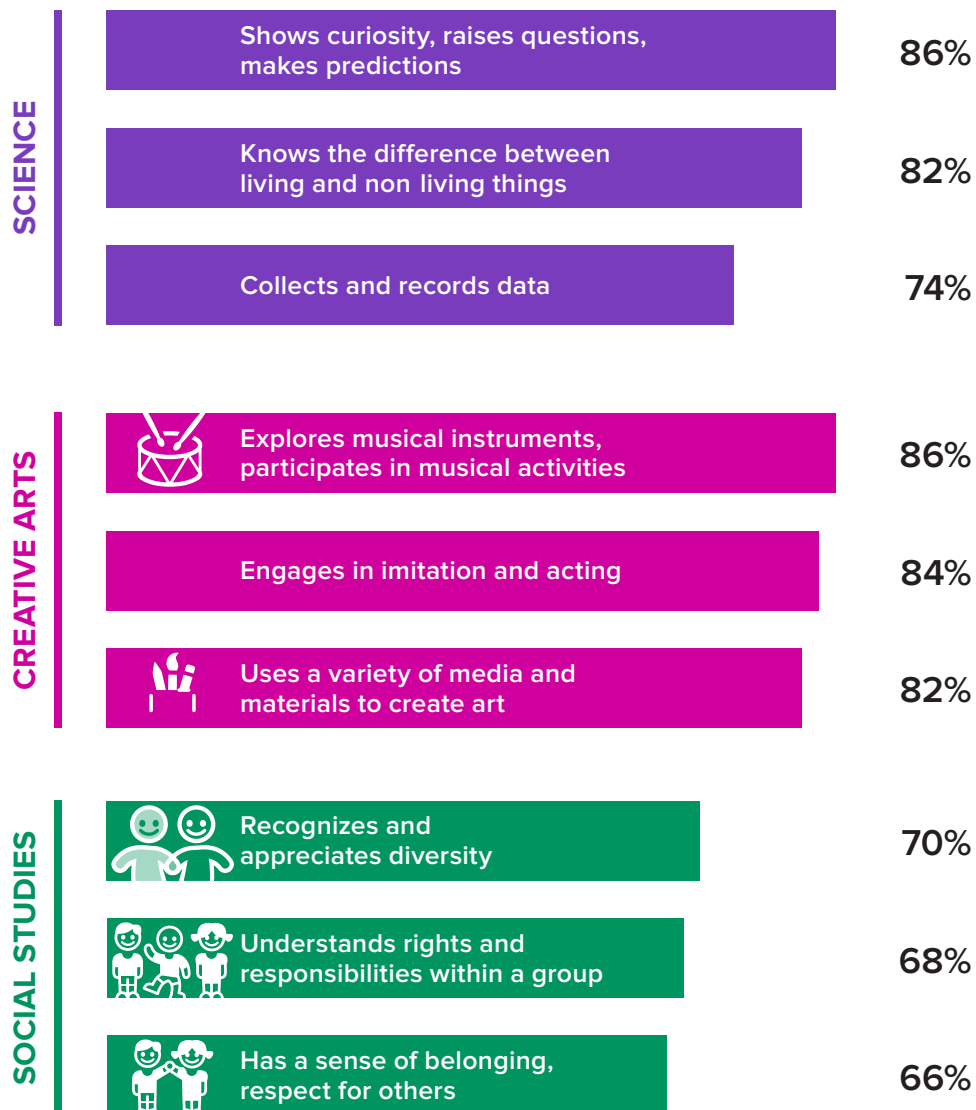 SCIENCE
Shows curiosity, raises questions,
makes predictions
86%
Knows the difference between
living and non living things
82%
Collects and records data
74%
CREATIVE ARTS
Explores musical instruments,
participates in musical activities
86%
Engages in imitation and acting
84%
Uses a variety of media and
materials to create art
82%
SOCIAL STUDIES
Recognizes and
appreciates diversity
70%
Understands rights and
responsibilities within a group
68%
Has a sense of belonging,
respect for others
66%